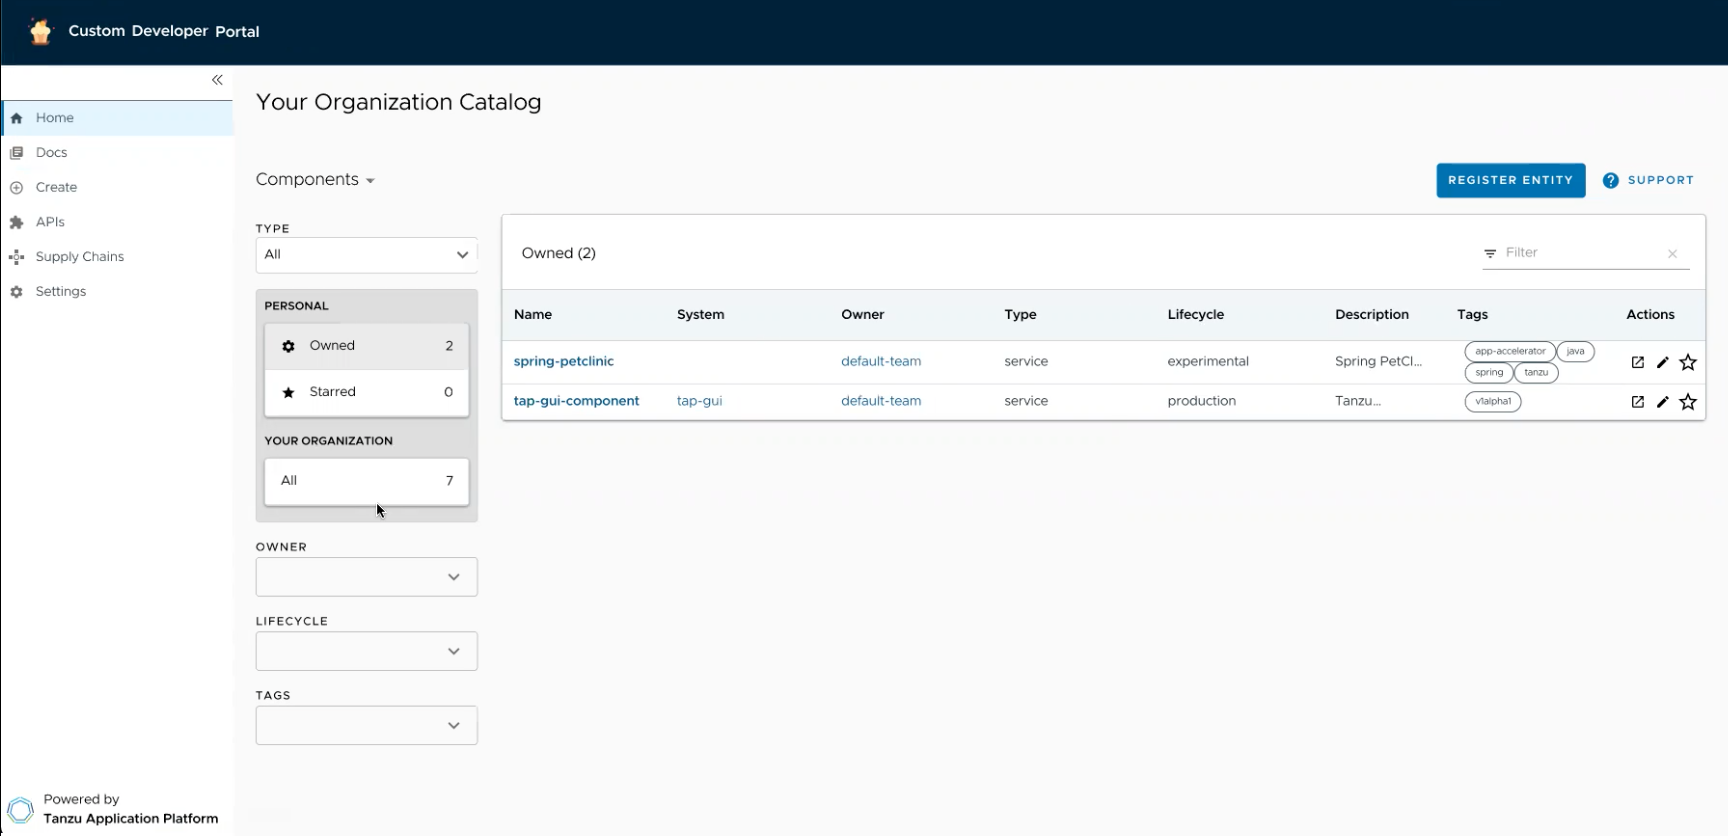 Custom Developer Portal
Home
Docs
Create
APIs
Supply Chains
Settings
Powered by
Tanzu Application Platform
Your Organization Catalog
Components
REGISTER ENTITY
? SUPPORT
TYPE
All
PERSONAL
Owned 2
Starred 0
YOUR ORGANIZATION
All 7
OWNER
LIFECYCLE
TAGS
Owned (2)
Filter
Name System Owner Type Lifecycle Description Tags Actions
spring-petclinic default-team service experimental Spring PetCl... app-accelerator java
spring tanzu
tap-gui-component tap-gui default-team service production Tanzu... v1alpha1